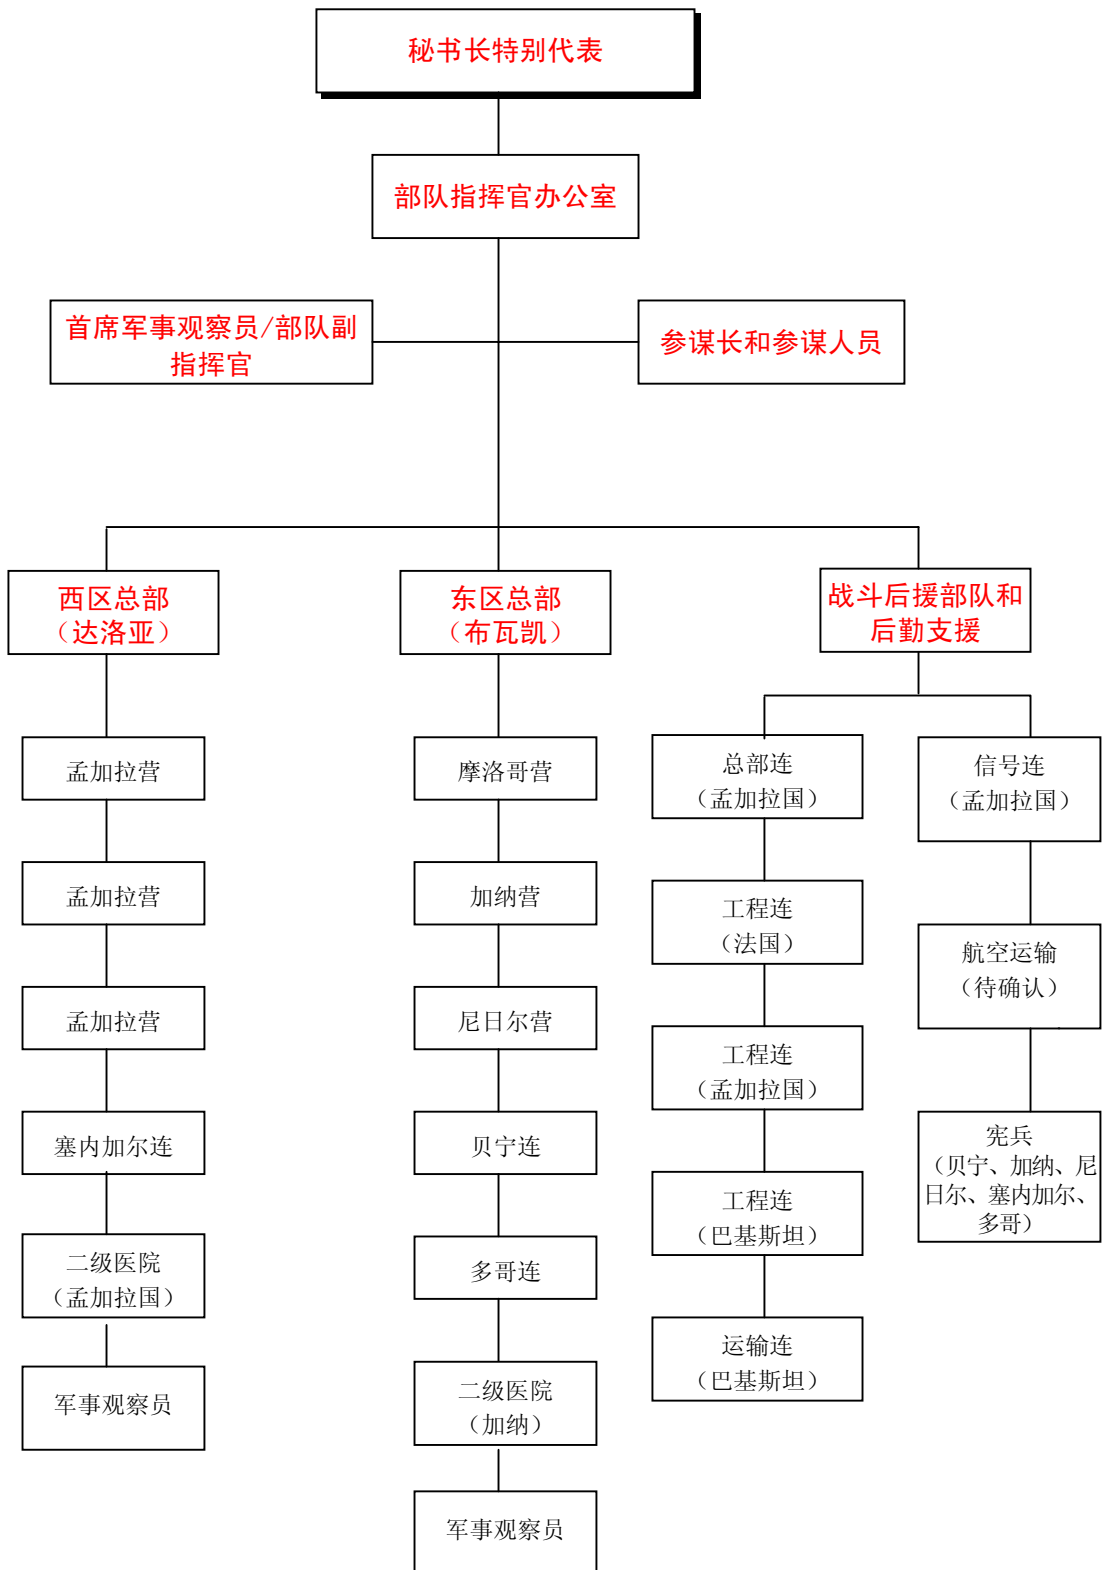 秘书长特别代表
部队指挥官办公室
首席军事观察员/部队副
指挥官
参谋长和参谋人员
西区总部
（达洛亚）
东区总部
（布瓦凯）
战斗后援部队和
后勤支援
孟加拉营
孟加拉营
孟加拉营
塞内加尔连
二级医院
（孟加拉国）
军事观察员
摩洛哥营
加纳营
尼日尔营
贝宁连
多哥连
二级医院
（加纳）
军事观察员
总部连
（孟加拉国）
工程连
（法国）
工程连
（孟加拉国）
工程连
（巴基斯坦）
运输连
（巴基斯坦）
信号连
（孟加拉国）
航空运输
（待确认）
宪兵
（贝宁、加纳、尼
日尔、塞内加尔、
多哥）